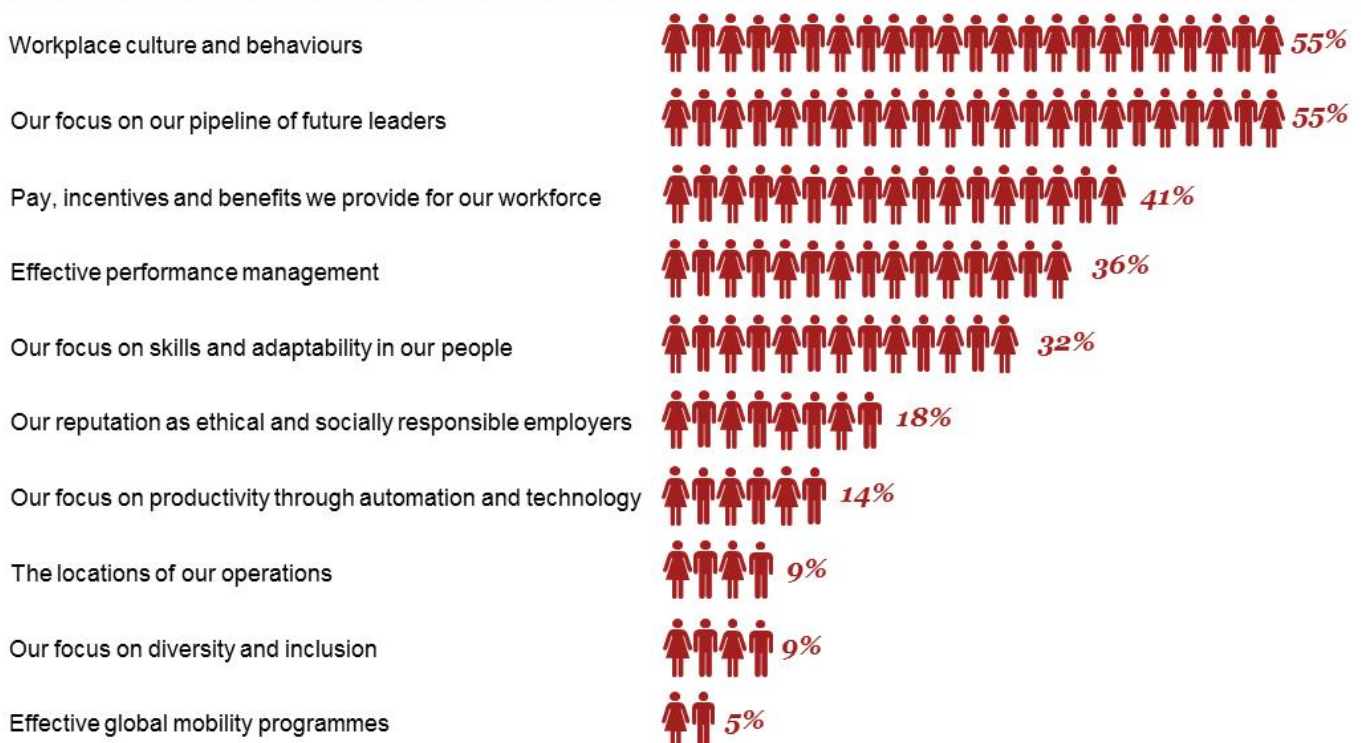 Workplace culture and behaviours 55%
Our focus on our pipeline of future leaders 55%
Pay, incentives and benefits we provide for our workforce 41%
Effective performance management 36%
Our focus on skills and adaptability in our people 32%
Our reputation as ethical and socially responsible employers 18%
Our focus on productivity through automation and technology 14%
The locations of our operations 9%
Our focus on diversity and inclusion 9%
Effective global mobility programmes 5%